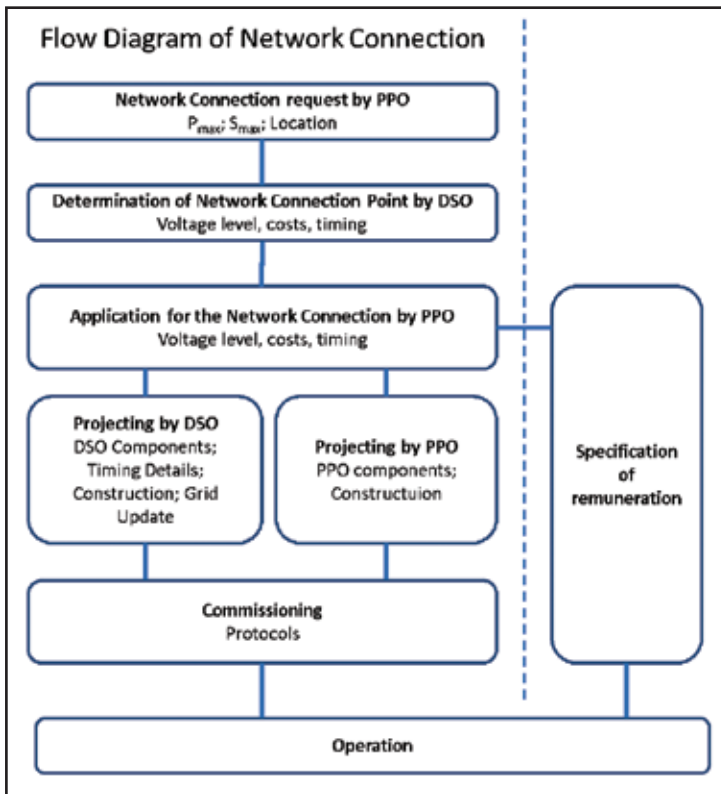 Flow Diagram of Network Connection
Network Connection request by PPO
Pmax; Smax; Location
Determination of Network Connection Point by DSO
Voltage level, costs, timing
Application for the Network Connection by PPO
Voltage level, costs, timing
Projecting by DSO
DSO Components;
Timing Details;
Construction; Grid
Update
Projecting by PPO
PPO components;
Constructuion
Specification
of
remuneration
Commissioning
Protocols
Operation